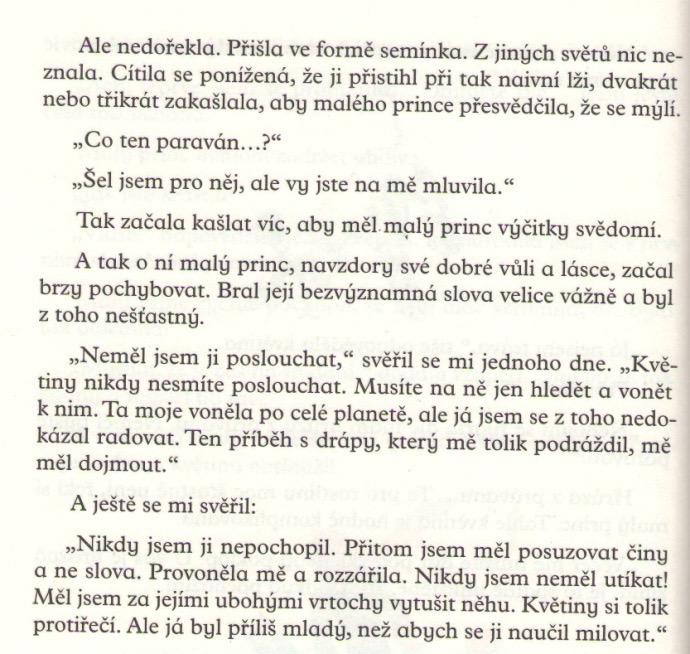 Ale nedořekla. Přišla ve formě semínka. Z jiných světů nic ne-
znala. Cítila se ponížená, že ji přistihl při tak naivní lži, dvakrát
nebo třikrát zakašlala, aby malého prince přesvědčila, že se mýlí.
„Co ten paraván...?“
„Šel jsem pro něj, ale vy jste na mě mluvila.“
Tak začala kašlat víc, aby měl malý princ výčitky svědomí.
A tak o ní malý princ, navzdory své dobré vůli a lásce, začal
brzy pochybovat. Bral její bezvýznamná slova velice vážně a byl
z toho nešťastný.
„Neměl jsem ji poslouchat,“ svěřil se mi jednoho dne. „Kvě-
tiny nikdy nesmíte poslouchat. Musíte na ně jen hledět a vonět
k nim. Ta moje voněla po celé planetě, ale já jsem se z toho nedo-
kázal radovat. Ten příběh s drápy, který mě tolik podráždil, mě
měl dojmout.“
A ještě se mi svěřil:
„Nikdy jsem ji nepochopil. Přitom jsem měl posuzovat činy
a ne slova. Provoněla mě a rozzářila. Nikdy jsem neměl utíkat!
Měl jsem za jejími ubohými vrtochy vytušit něhu. Květiny si tolik
protiřečí. Ale já byl příliš mladý, než abych se ji naučil milovat.“